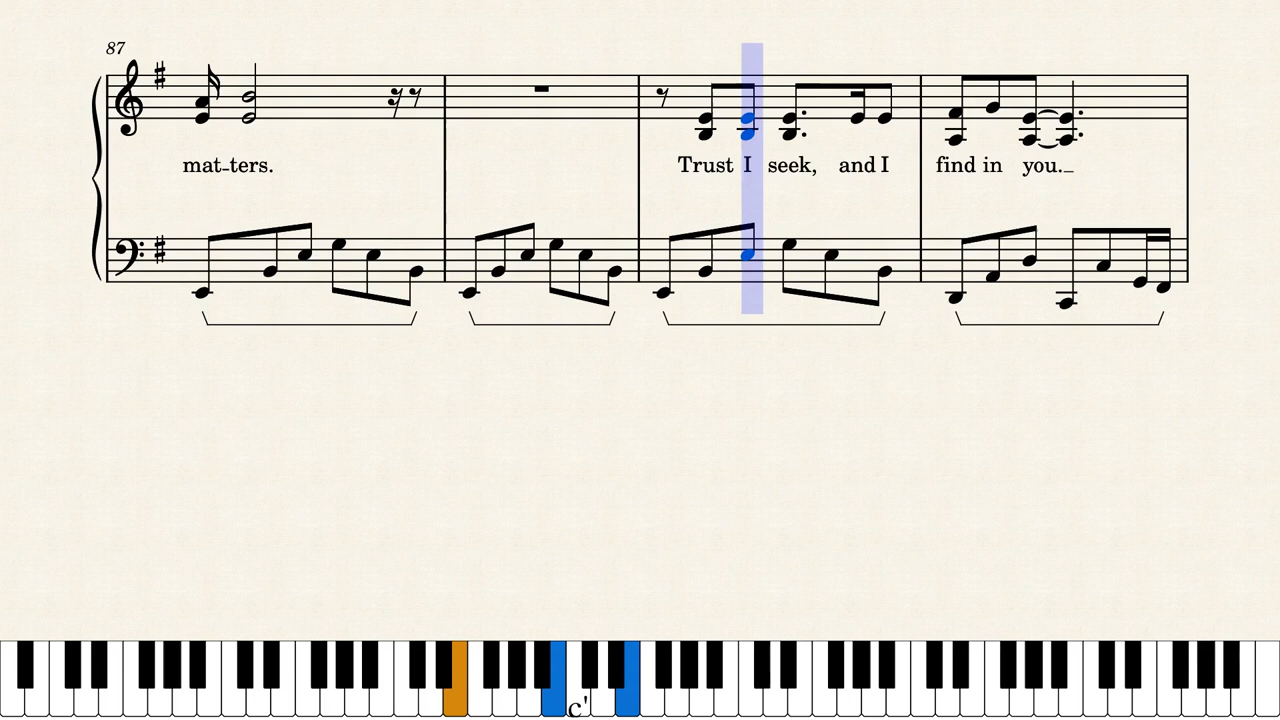 87
mat-ters.
Trust I seek, and I find in you._
c'